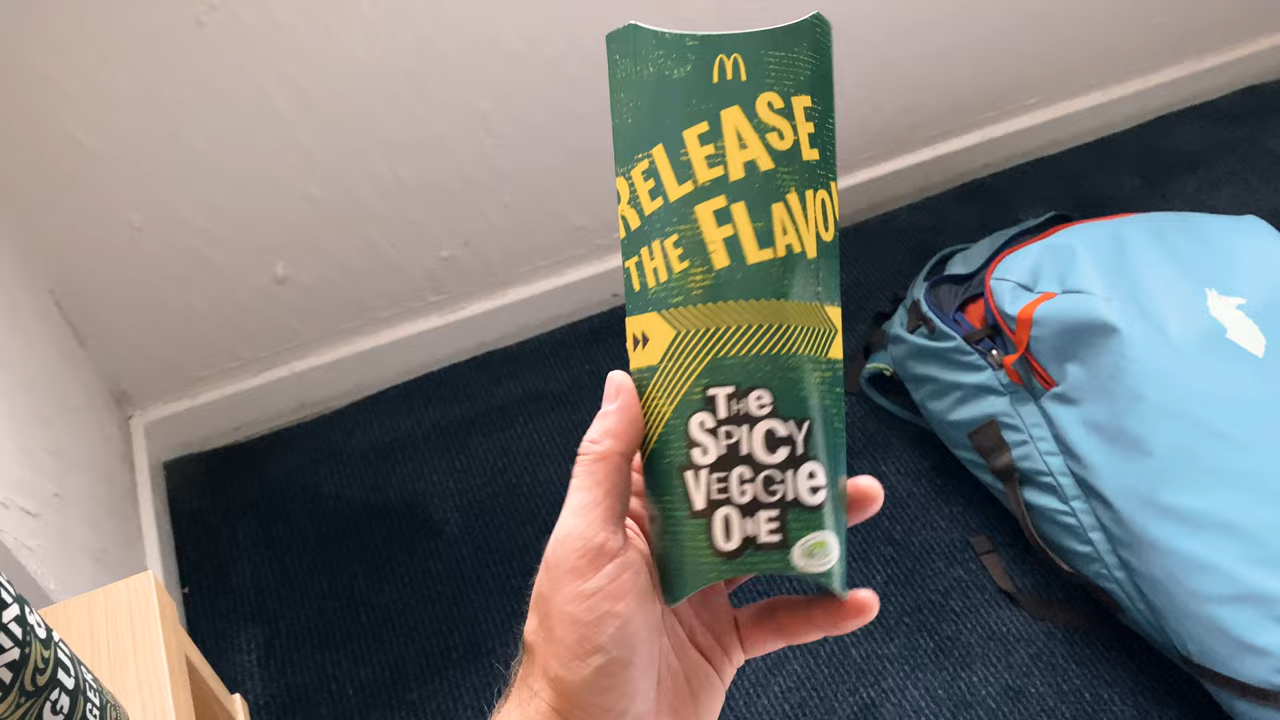 RELEASE
THE FLAVO
The
SPICY
VEGGIE
ONE
&